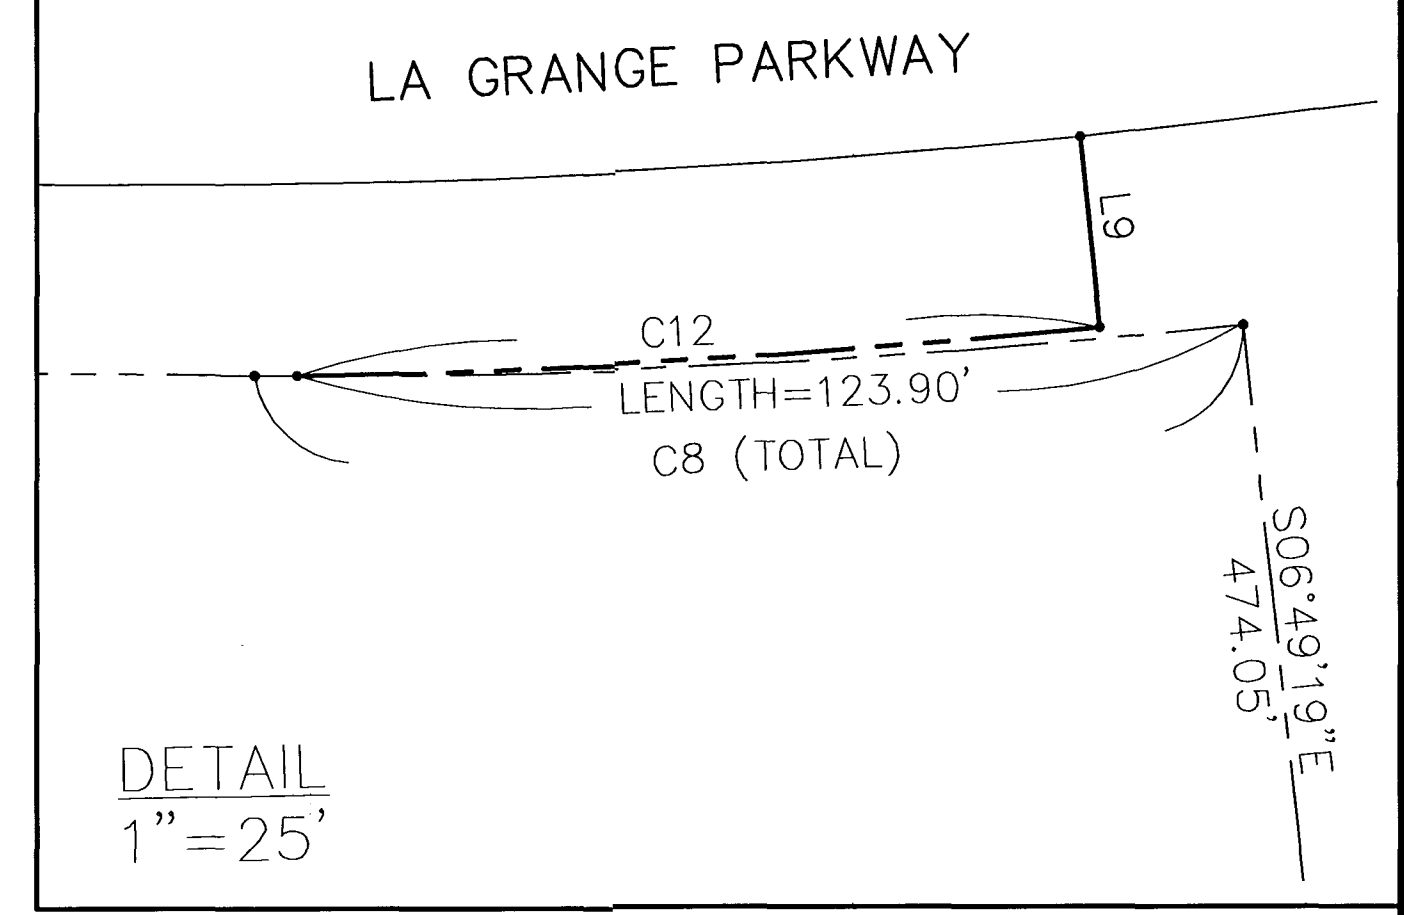 LA GRANGE PARKWAY
L9
C12
LENGTH=123.90'
C8 (TOTAL)
S06°49'19"E
474.05'
DETAIL
1"=25'